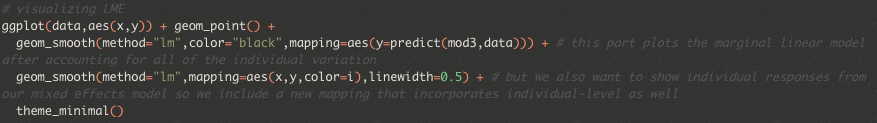 # visualizing LME
ggplot(data,aes(x,y)) + geom_point() +
  geom_smooth(method="lm",color="black",mapping=aes(y=predict(mod3,data))) + # this part plots the marginal linear model
after accounting for all of the individual variation
  geom_smooth(method="lm",mapping=aes(x,y,color=i),linewidth=0.5) + # but we also want to show individual responses from
our mixed effects model so we include a new mapping that incorporates individual-level as well
  theme_minimal()